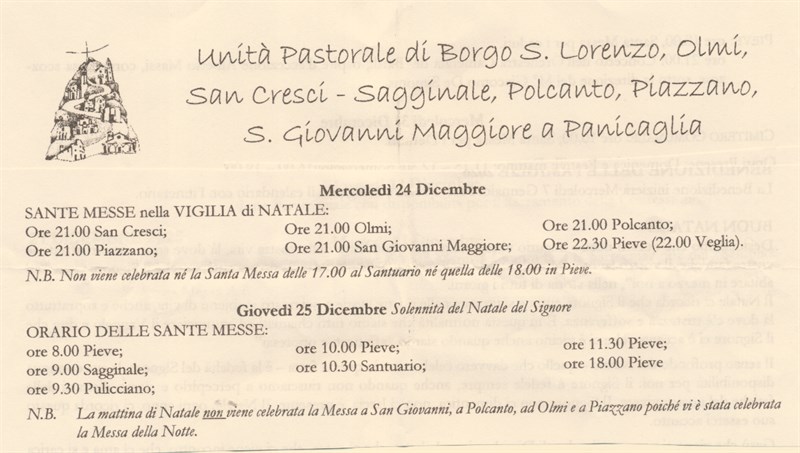 Unità Pastorale di Borgo S. Lorenzo, Olmi,
San Cresci - Sagginale, Polcanto, Piazzano,
S. Giovanni Maggiore a Panicaglia
Mercoledì 24 Dicembre
SANTE MESSE nella VIGILIA di NATALE:
Ore 21.00 San Cresci; Ore 21.00 Olmi; Ore 21.00 Polcanto;
Ore 21.00 Piazzano; Ore 21.00 San Giovanni Maggiore; Ore 22.30 Pieve (22.00 Veglia).
N.B. Non viene celebrata né la Santa Messa delle 17.00 al Santuario né quella delle 18.00 in Pieve.
Giovedì 25 Dicembre Solennità del Natale del Signore
ORARIO DELLE SANTE MESSE:
ore 8.00 Pieve; ore 10.00 Pieve; ore 11.30 Pieve;
ore 9.00 Sagginale; ore 10.30 Santuario; ore 18.00 Pieve
ore 9.30 Pulicciano;
N.B. La mattina di Natale non viene celebrata la Messa a San Giovanni, a Polcanto, ad Olmi e a Piazzano poiché vi è stata celebrata
la Messa della Notte.